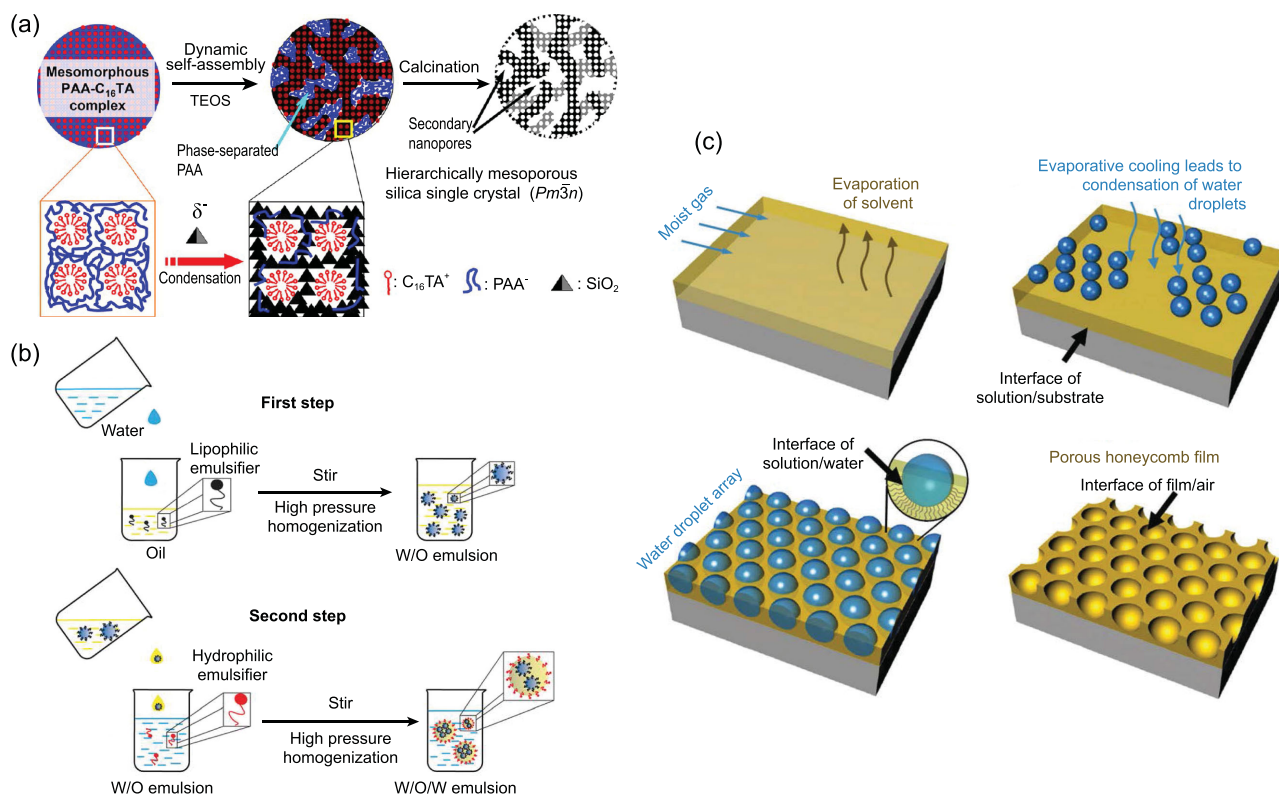 (a)
Mesomorphous
PAA-C₁₆TA
complex
Dynamic
self-assembly
TEOS
Calcination
Phase-separated
PAA
Secondary
nanopores
Hierarchically mesoporous
silica single crystal (Pm3̅n)
δ⁻
Condensation
: C₁₆TA⁺
: PAA⁻
: SiO₂
(b)
First step
Water
Lipophilic
emulsifier
Oil
Stir
High pressure
homogenization
W/O emulsion
Second step
Hydrophilic
emulsifier
W/O emulsion
Stir
High pressure
homogenization
W/O/W emulsion
(c)
Moist gas
Evaporation
of solvent
Evaporative cooling leads to
condensation of water
droplets
Interface of
solution/substrate
Water droplet array
Interface of
solution/water
Porous honeycomb film
Interface of film/air